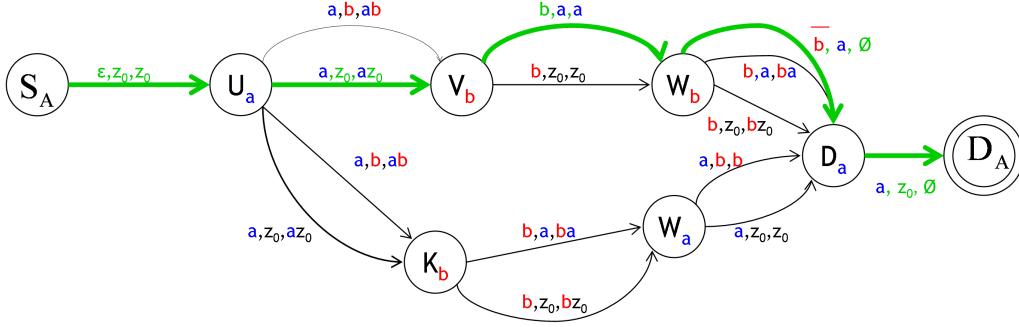 a,b,ab
b,a,a
b̅, a, Ø
S_A
ε,z₀,z₀
U_a
a,z₀,az₀
V_b
b,z₀,z₀
W_b
b,a,ba
b,z₀,bz₀
D_a
D_A
a, z₀, Ø
a,b,ab
a,b,b
a,z₀,az₀
K_b
b,a,ba
W_a
a,z₀,z₀
b,z₀,bz₀